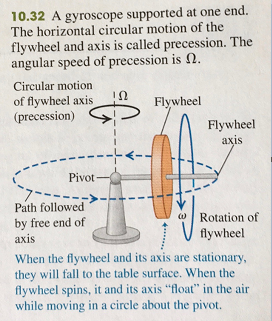 10.32 A gyroscope supported at one end.
The horizontal circular motion of the
flywheel and axis is called precession. The
angular speed of precession is Ω.
Circular motion
of flywheel axis
(precession)
Ω
Flywheel
Flywheel
axis
Pivot
Path followed
by free end of
axis
ω
Rotation of
flywheel
When the flywheel and its axis are stationary,
they will fall to the table surface. When the
flywheel spins, it and its axis “float” in the air
while moving in a circle about the pivot.